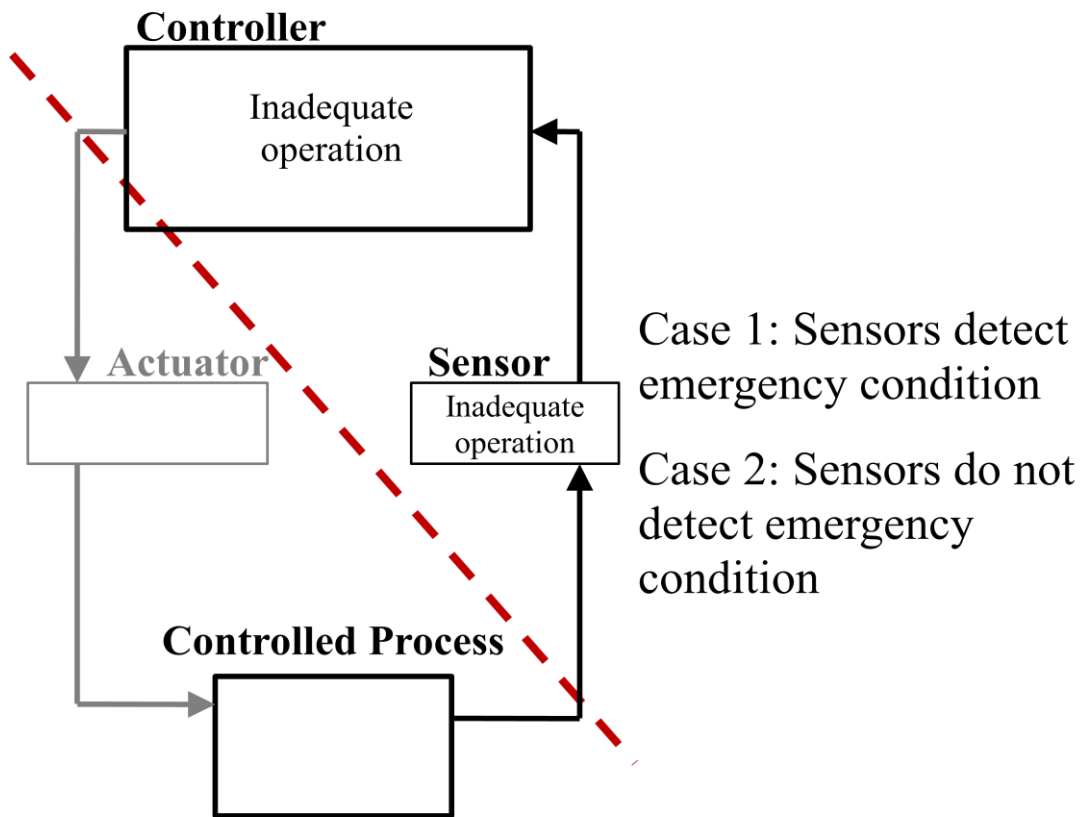 Controller
Inadequate
operation
Actuator
Sensor
Inadequate
operation
Case 1: Sensors detect
emergency condition
Case 2: Sensors do not
detect emergency
condition
Controlled Process